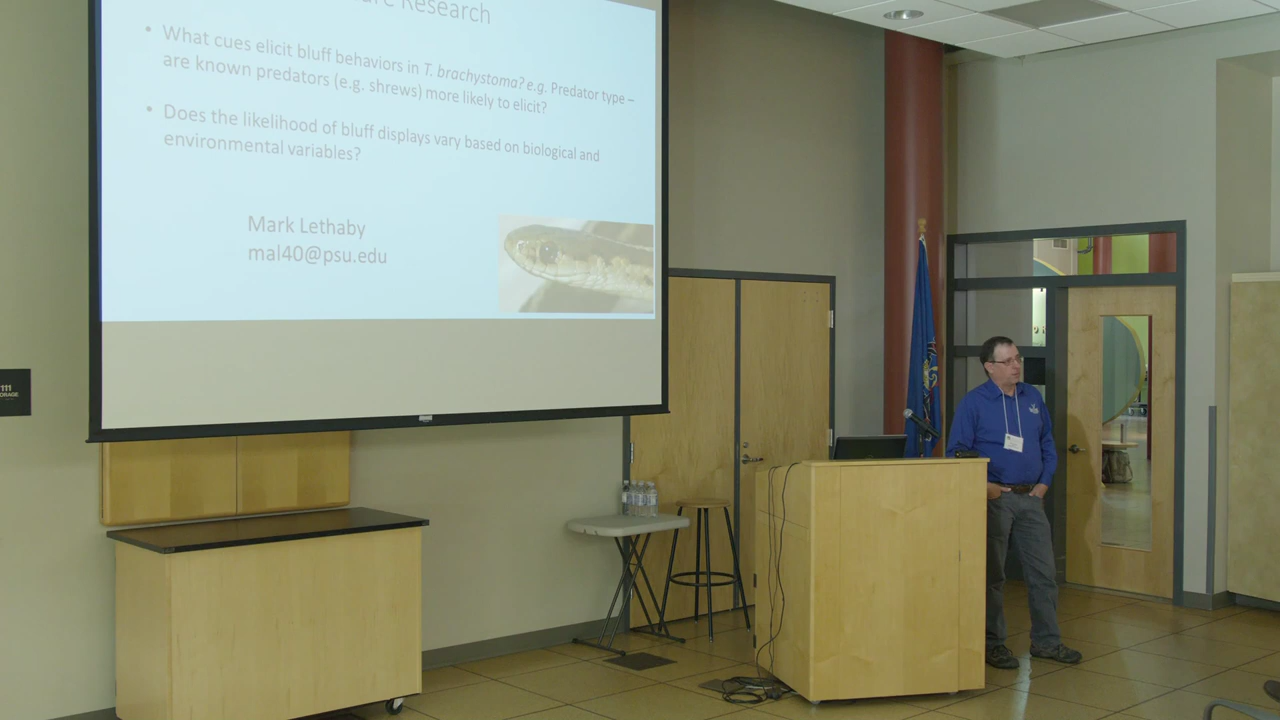 Research
What cues elicit bluff behaviors in T. brachystoma? e.g. Predator type –
are known predators (e.g. shrews) more likely to elicit?
Does the likelihood of bluff displays vary based on biological and
environmental variables?
Mark Lethaby
mal40@psu.edu
111